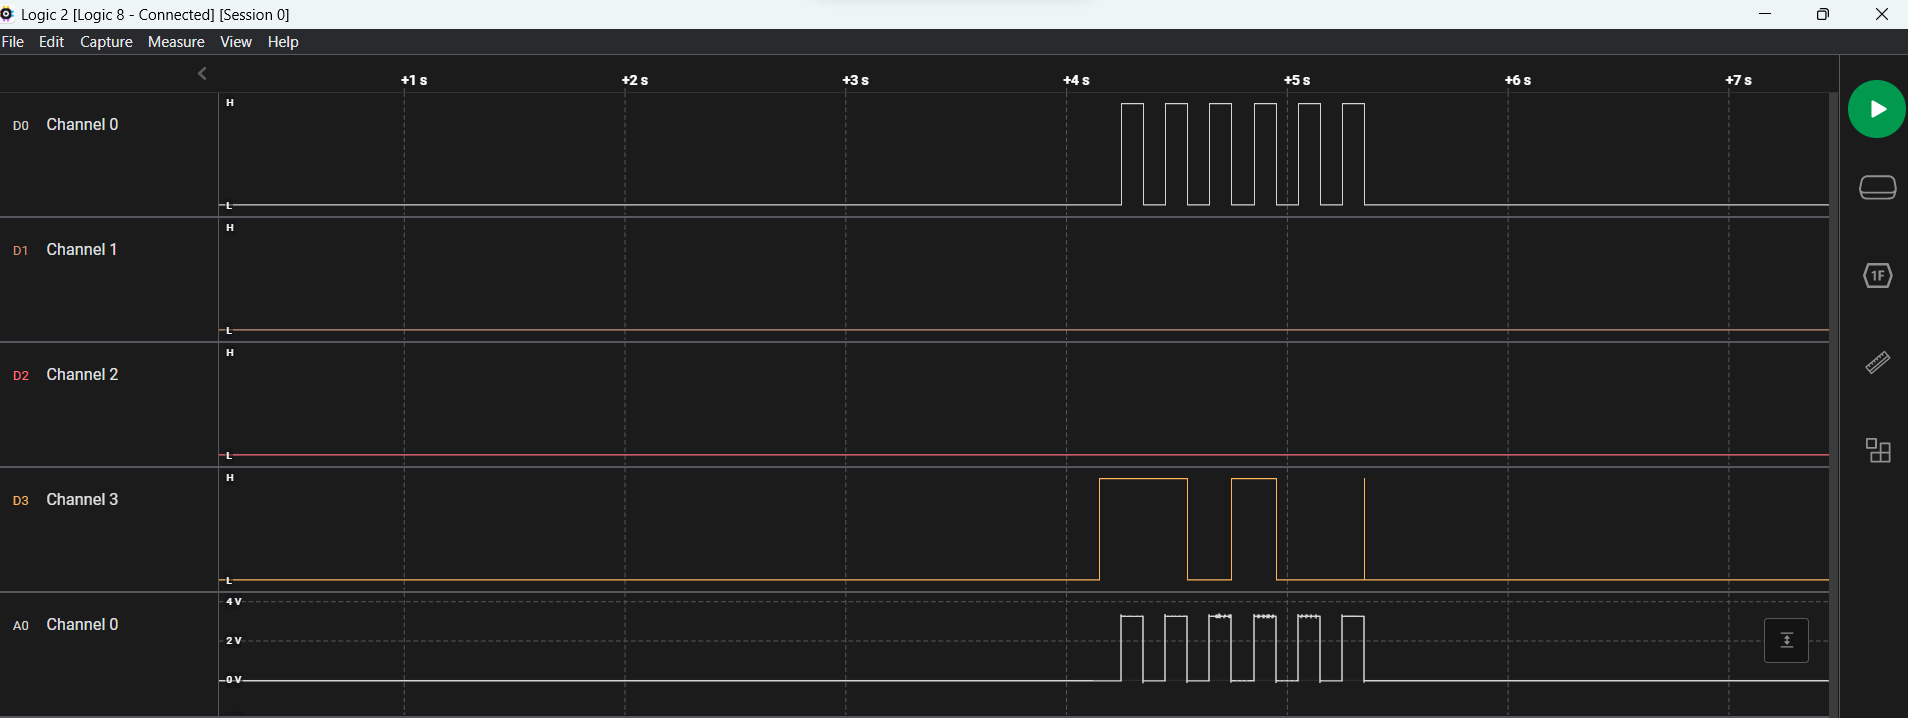 Logic 2 [Logic 8 - Connected] [Session 0]
File Edit Capture Measure View Help
+1 s +2 s +3 s +4 s +5 s +6 s +7 s
D0 Channel 0
H
L
D1 Channel 1
H
L
D2 Channel 2
H
L
D3 Channel 3
H
L
A0 Channel 0
4 V
2 V
0 V
1F